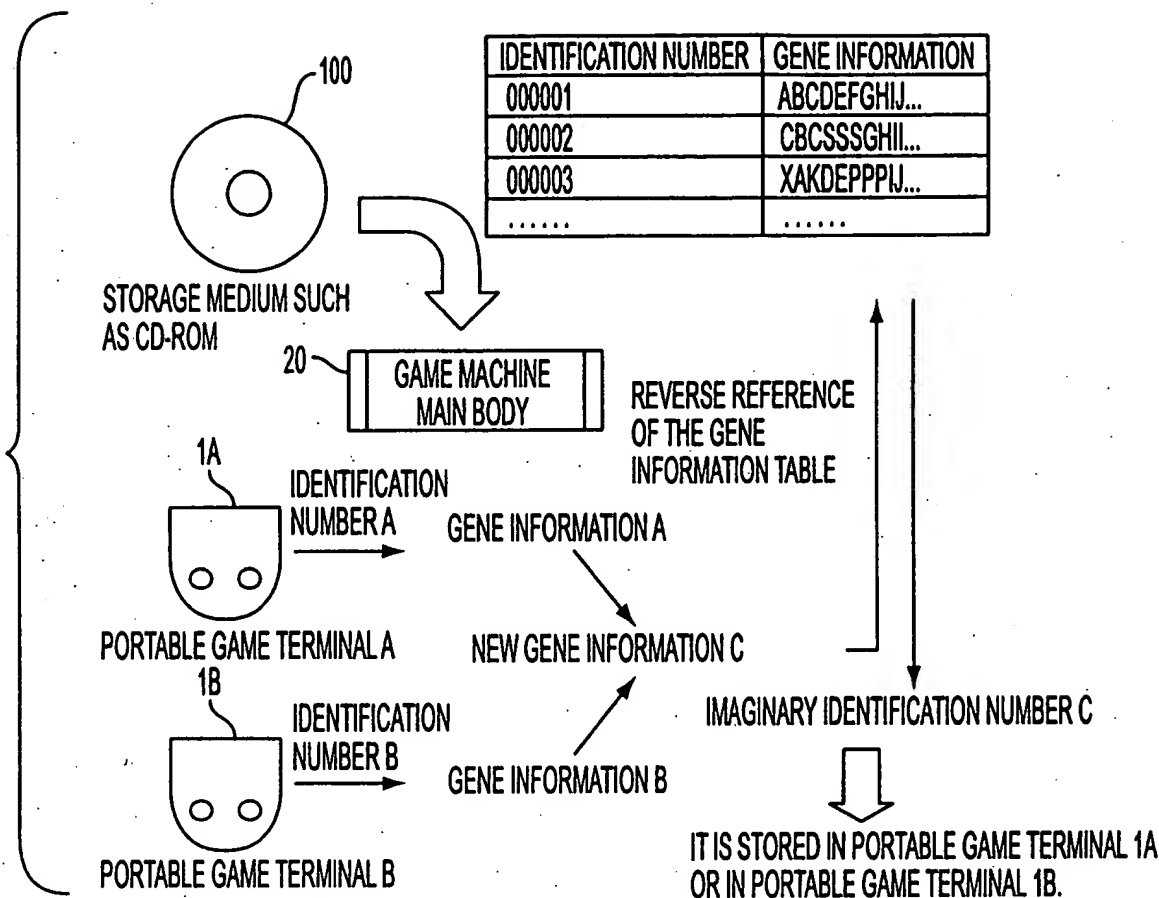 100
STORAGE MEDIUM SUCH
AS CD-ROM
IDENTIFICATION NUMBER GENE INFORMATION
000001 ABCDEFGHIJ...
000002 CBCSSSGHII...
000003 XAKDEPPPIJ...
...... ......
20
GAME MACHINE
MAIN BODY
REVERSE REFERENCE
OF THE GENE
INFORMATION TABLE
1A
IDENTIFICATION
NUMBER A
GENE INFORMATION A
PORTABLE GAME TERMINAL A
NEW GENE INFORMATION C
1B
IDENTIFICATION
NUMBER B
GENE INFORMATION B
PORTABLE GAME TERMINAL B
IMAGINARY IDENTIFICATION NUMBER C
IT IS STORED IN PORTABLE GAME TERMINAL 1A
OR IN PORTABLE GAME TERMINAL 1B.